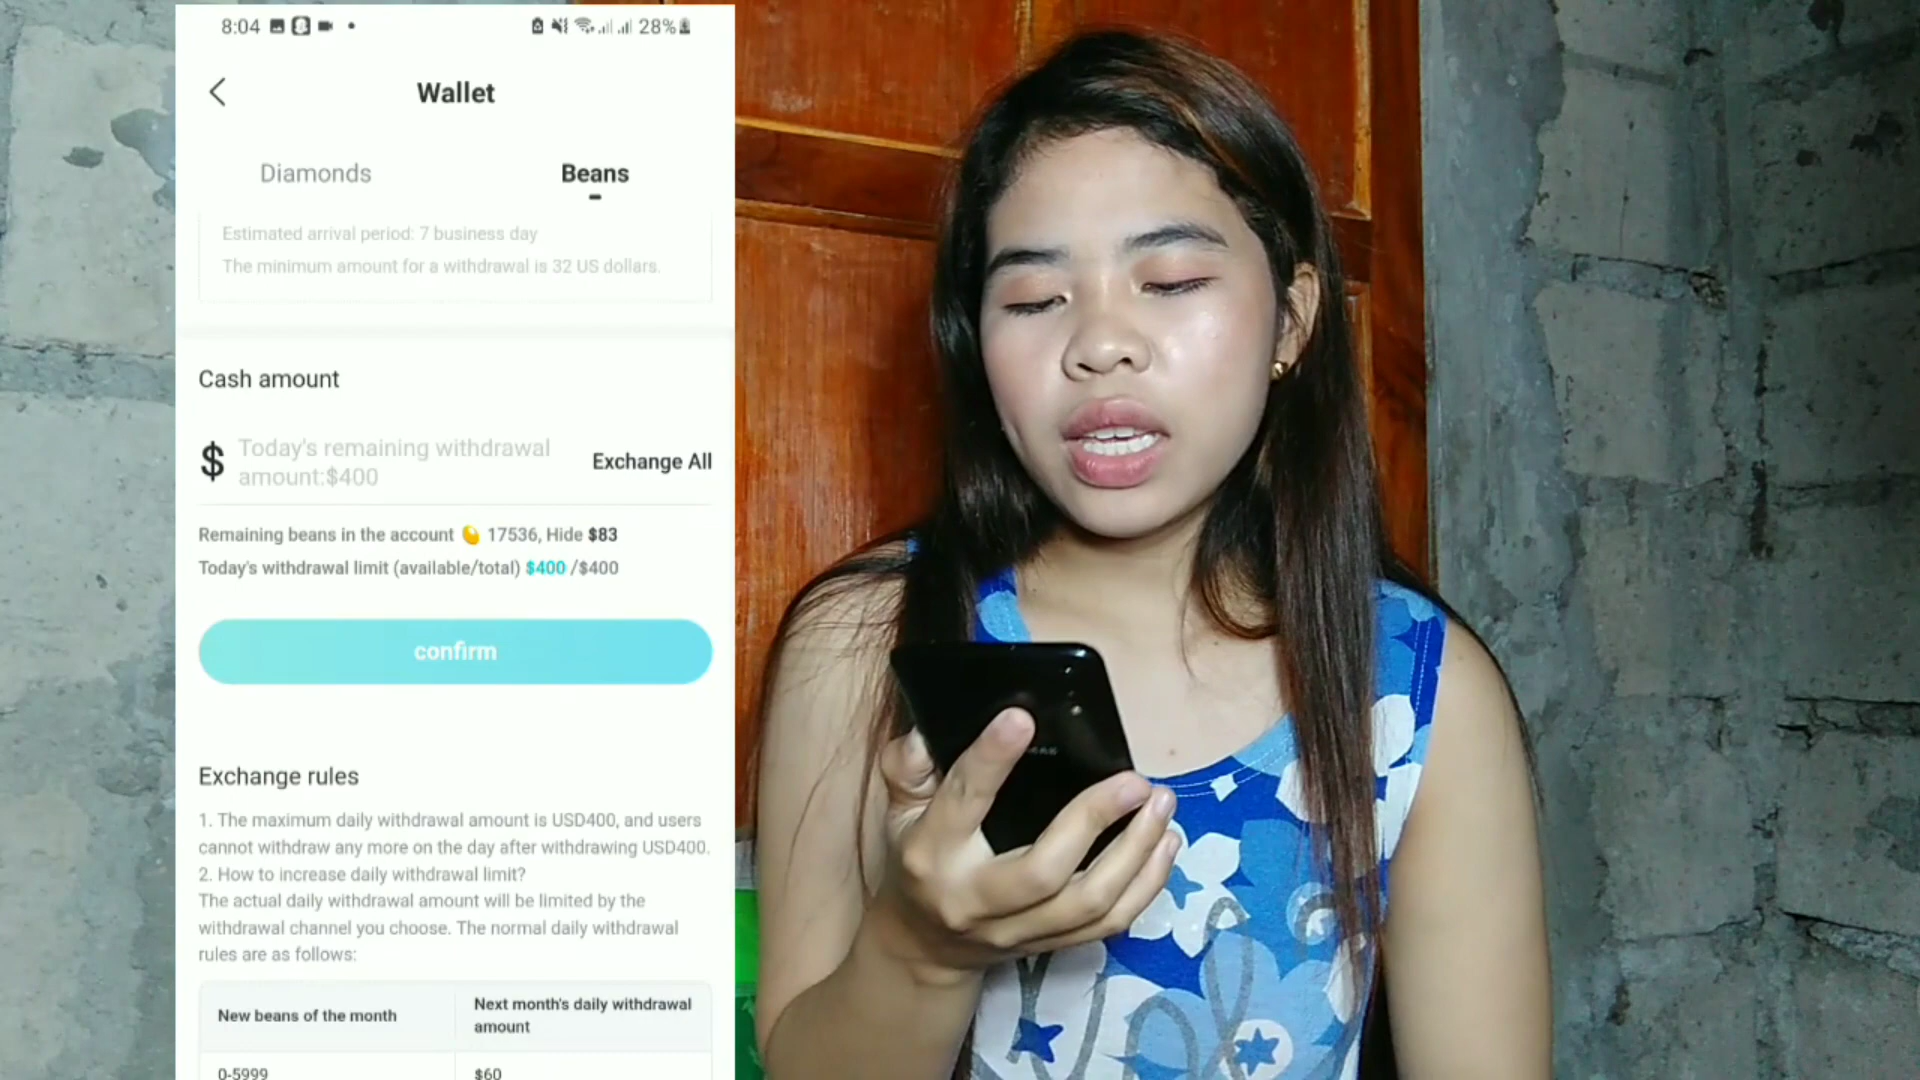 8:04
28%
Wallet
Diamonds
Beans
Estimated arrival period: 7 business day
The minimum amount for a withdrawal is 32 US dollars.
Cash amount
$ Today's remaining withdrawal
amount:$400
Exchange All
Remaining beans in the account 17536, Hide $83
Today's withdrawal limit (available/total) $400 /$400
confirm
Exchange rules
1. The maximum daily withdrawal amount is USD400, and users
cannot withdraw any more on the day after withdrawing USD400.
2. How to increase daily withdrawal limit?
The actual daily withdrawal amount will be limited by the
withdrawal channel you choose. The normal daily withdrawal
rules are as follows:
New beans of the month
Next month's daily withdrawal
amount
0-5999
$60